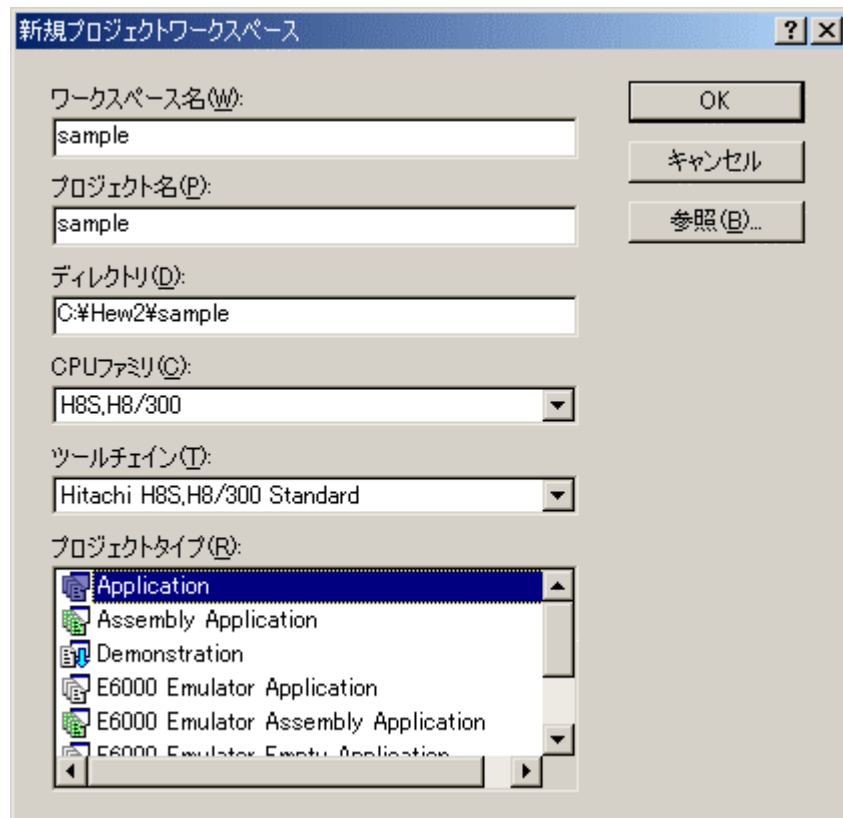 新規プロジェクトワークスペース
ワークスペース名(W):
sample
プロジェクト名(P):
sample
ディレクトリ(D):
C:¥Hew2¥sample
CPUファミリ(C):
H8S,H8/300
ツールチェイン(T):
Hitachi H8S,H8/300 Standard
プロジェクトタイプ(R):
Application
Assembly Application
Demonstration
E6000 Emulator Application
E6000 Emulator Assembly Application
E6000 Emulator Empty Application
OK
キャンセル
参照(B)...